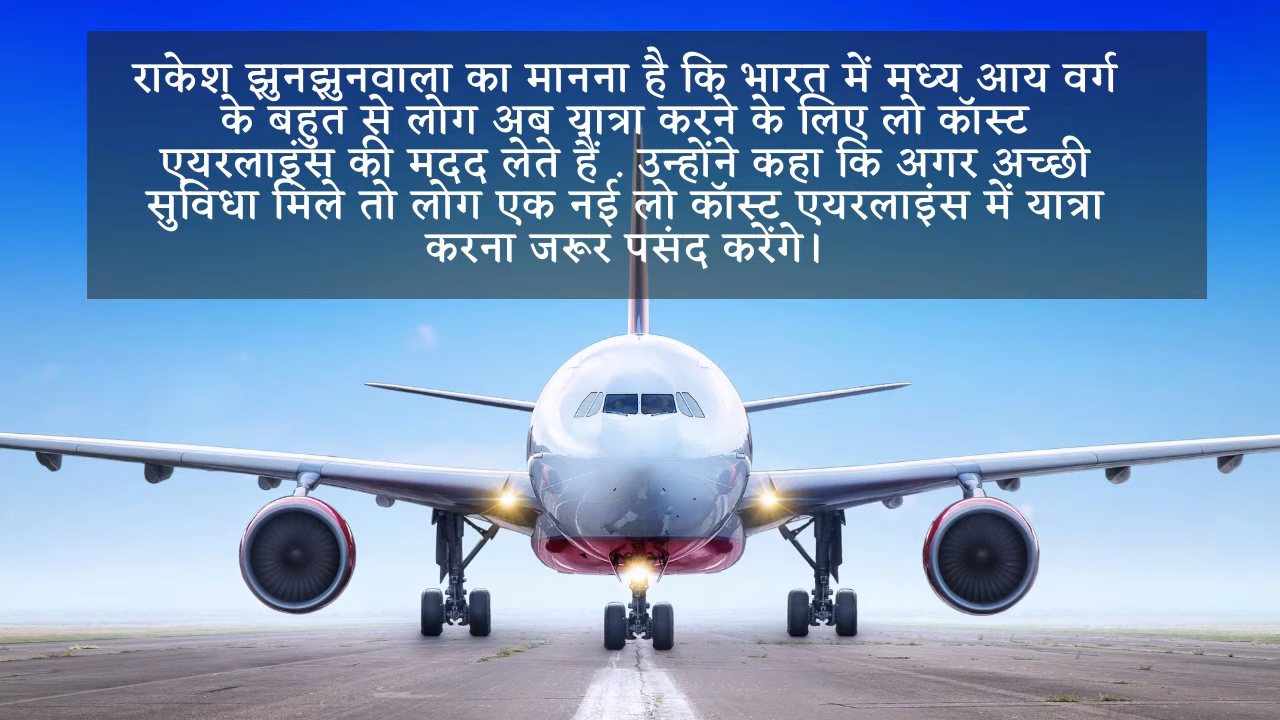 राकेश झुनझुनवाला का मानना है कि भारत में मध्य आय वर्ग
के बहुत से लोग अब यात्रा करने के लिए लो कॉस्ट
एयरलाइंस की मदद लेते हैं . उन्होंने कहा कि अगर अच्छी
सुविधा मिले तो लोग एक नई लो कॉस्ट एयरलाइंस में यात्रा
करना जरूर पसंद करेंगे।